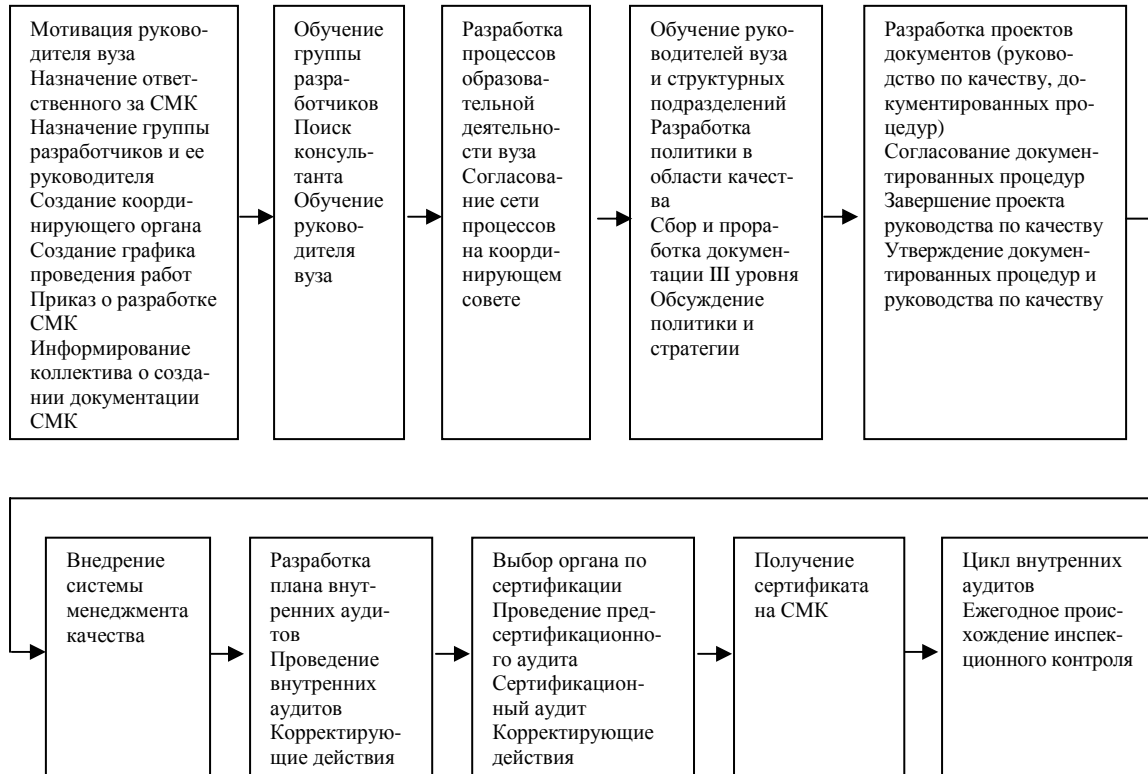 Мотивация руково-
дителя вуза
Назначение ответ-
ственного за СМК
Назначение группы
разработчиков и ее
руководителя
Создание коорди-
нирующего органа
Создание графика
проведения работ
Приказ о разработке
СМК
Информирование
коллектива о созда-
нии документации
СМК
Обучение
группы
разра-
ботчиков
Поиск
консуль-
танта
Обучение
руково-
дителя
вуза
Разработка
процессов
образова-
тельной
деятельно-
сти вуза
Согласова-
ние сети
процессов
на коорди-
нирующем
совете
Обучение руко-
водителей вуза
и структурных
подразделений
Разработка
политики в
области качест-
ва
Сбор и прора-
ботка докумен-
тации III уровня
Обсуждение
политики и
стратегии
Разработка проектов
документов (руковод-
ство по качеству, до-
кументированных про-
цедур)
Согласование докумен-
тированных процедур
Завершение проекта
руководства по качеству
Утверждение докумен-
тированных процедур и
руководства по качеству
Внедрение
системы
менеджмента
качества
Разработка
плана внут-
ренних ауди-
тов
Проведение
внутренних
аудитов
Корректирую-
щие действия
Выбор органа по
сертификации
Проведение пред-
сертификационно-
го аудита
Сертификацион-
ный аудит
Корректирующие
действия
Получение
сертификата
на СМК
Цикл внутренних
аудитов
Ежегодное проис-
хождение инспек-
ционного контроля